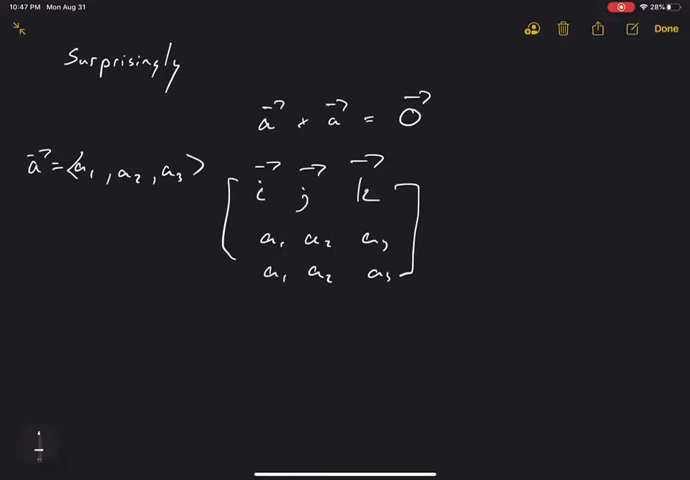 10:47 PM Mon Aug 31
28%
Done
Surprisingly
a⃗ × a⃗ = 0⃗
a⃗ = <a₁, a₂, a₃>
i⃗ j⃗ k⃗
a₁ a₂ a₃
a₁ a₂ a₃